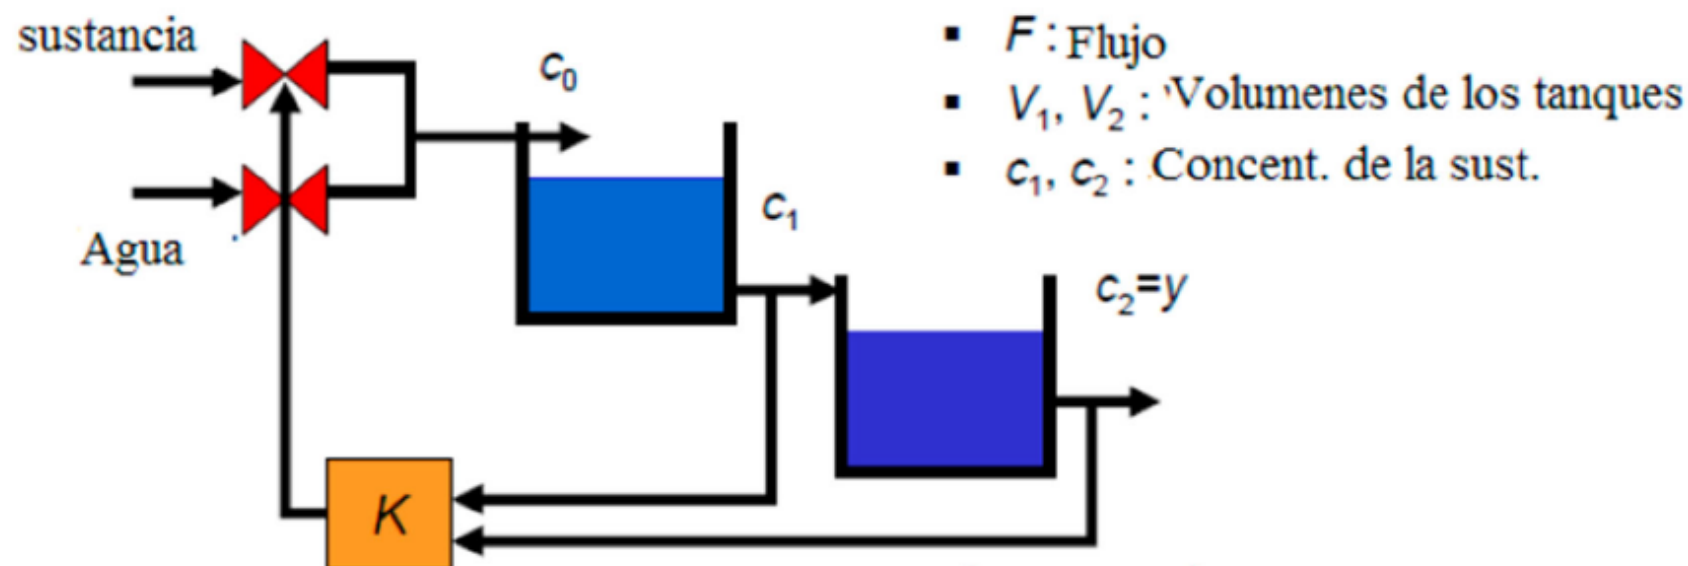 sustancia
Agua
c₀
c₁
c₂=y
K
▪ F : Flujo
▪ V₁, V₂ : Volumenes de los tanques
▪ c₁, c₂ : Concent. de la sust.